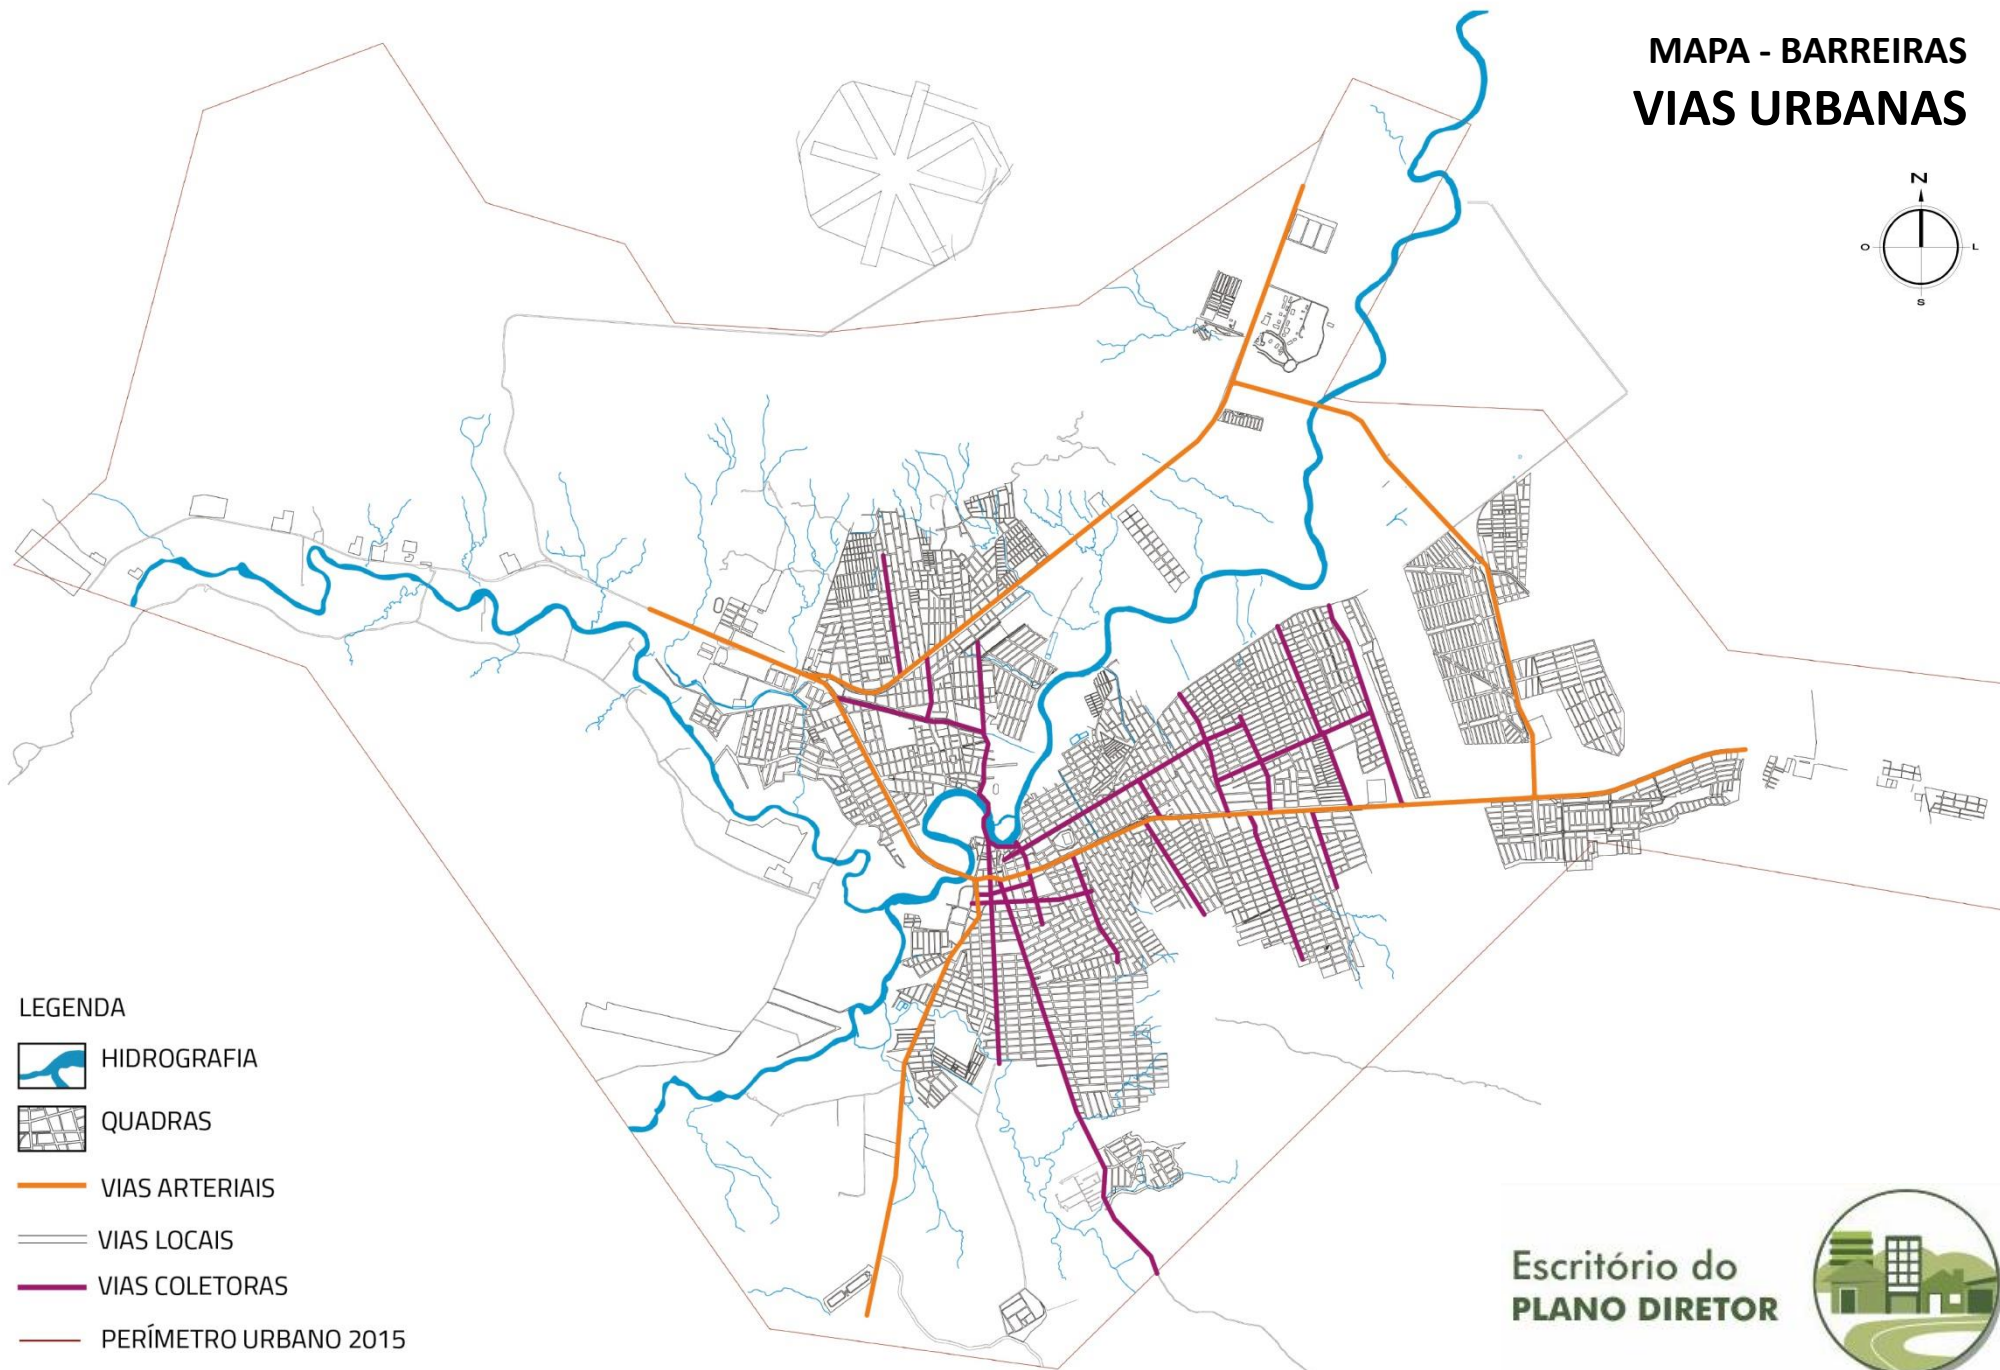 MAPA - BARREIRAS
VIAS URBANAS
N
O
L
S
LEGENDA
HIDROGRAFIA
QUADRAS
VIAS ARTERIAIS
VIAS LOCAIS
VIAS COLETORAS
PERÍMETRO URBANO 2015
Escritório do
PLANO DIRETOR